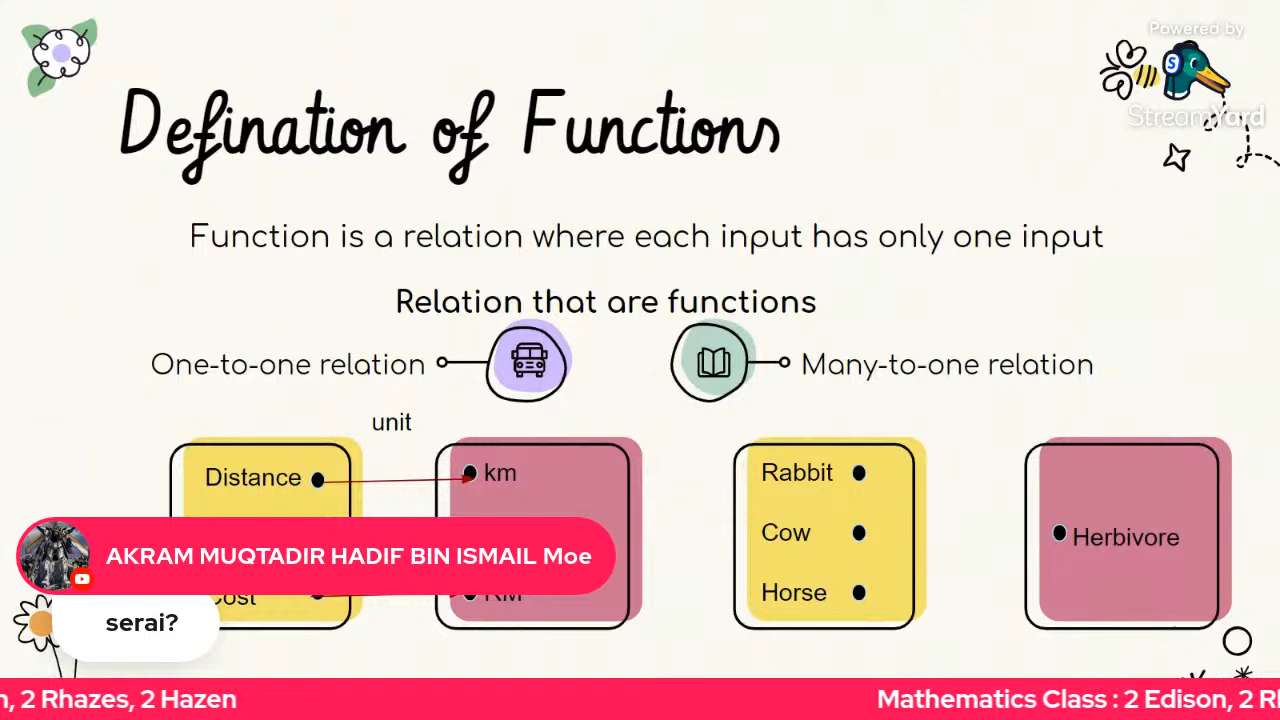 Powered by
StreamYard
Defination of Functions
Function is a relation where each input has only one input
Relation that are functions
One-to-one relation
Many-to-one relation
unit
Distance
km
Rabbit
Cow
Herbivore
AKRAM MUQTADIR HADIF BIN ISMAIL Moe
Cost
RM
Horse
serai?
n, 2 Rhazes, 2 Hazen
Mathematics Class : 2 Edison, 2 Rl